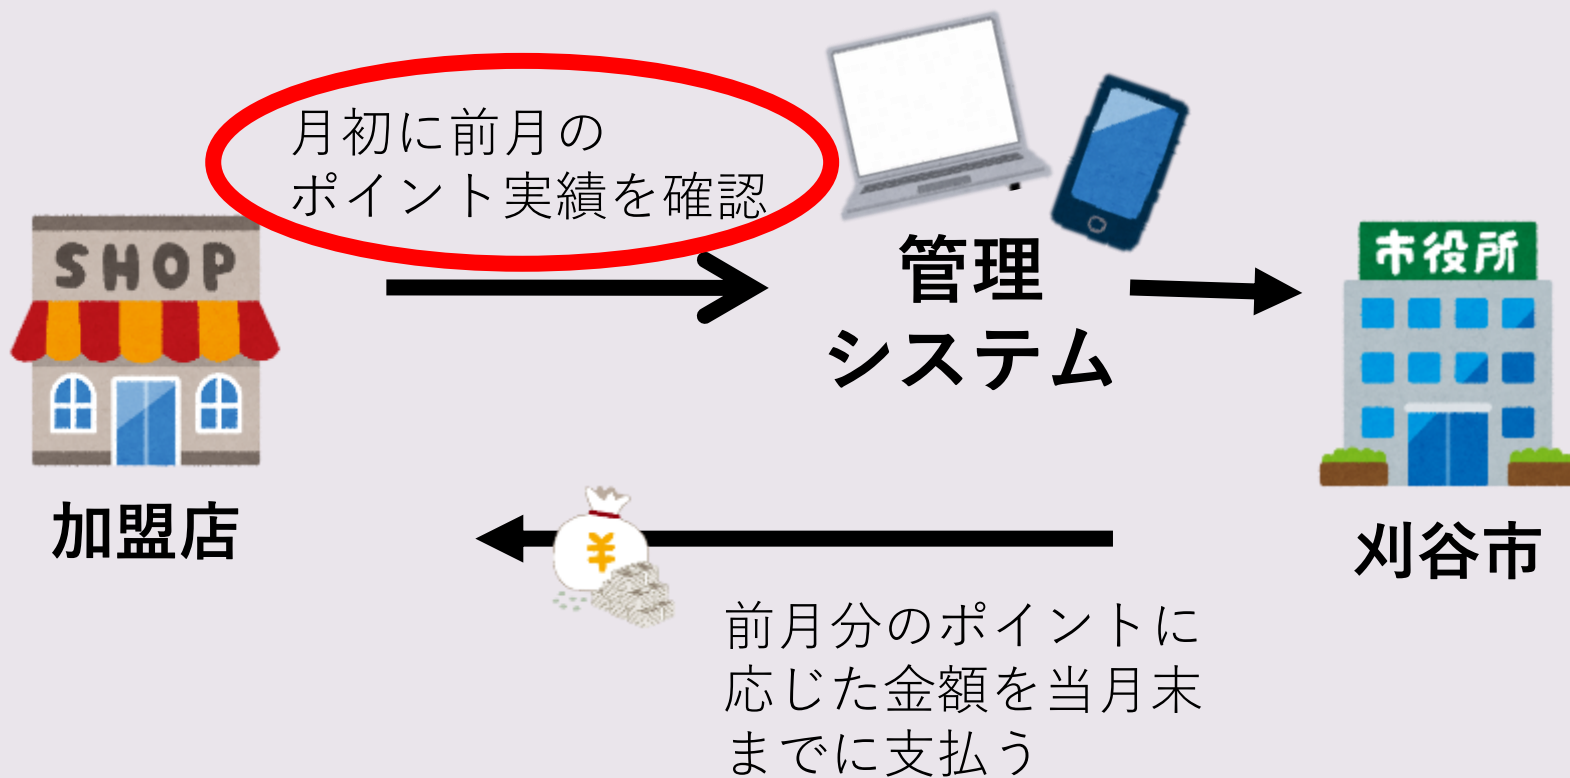 月初に前月の
ポイント実績を確認
SHOP
加盟店
管理
システム
市役所
刈谷市
¥
前月分のポイントに
応じた金額を当月末
までに支払う